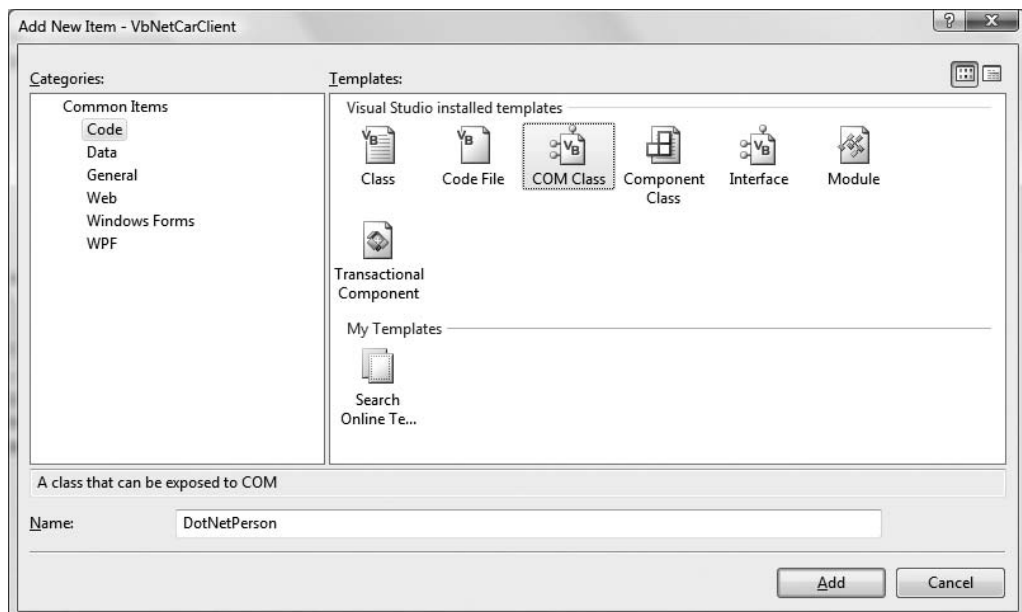 Add New Item - VbNetCarClient
Categories:
Templates:
Common Items
Code
Data
General
Web
Windows Forms
WPF
Visual Studio installed templates
Class
Code File
COM Class
Component
Class
Interface
Module
Transactional
Component
My Templates
Search
Online Te...
A class that can be exposed to COM
Name:
DotNetPerson
Add
Cancel